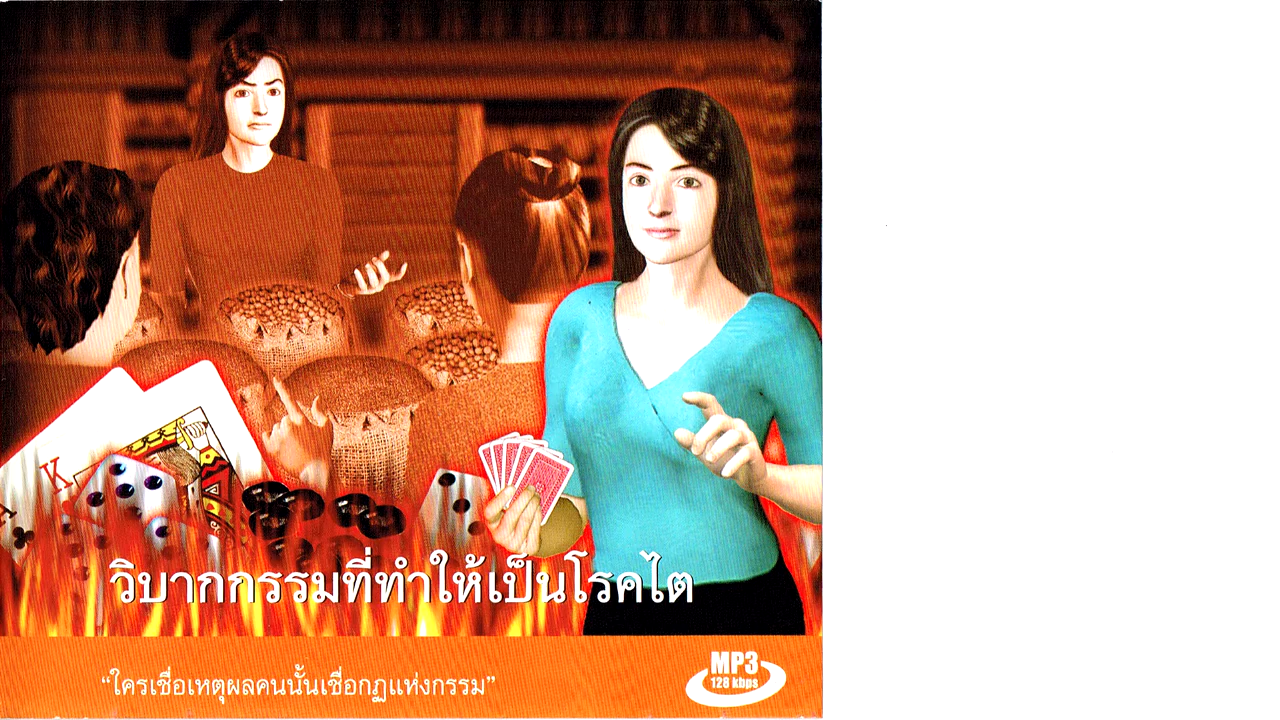 K
A
วิบากกรรมที่ทำให้เป็นโรคไต
“ใครเชื่อเหตุผลคนนั้นเชื่อกฎแห่งกรรม”
MP3
128 kbps